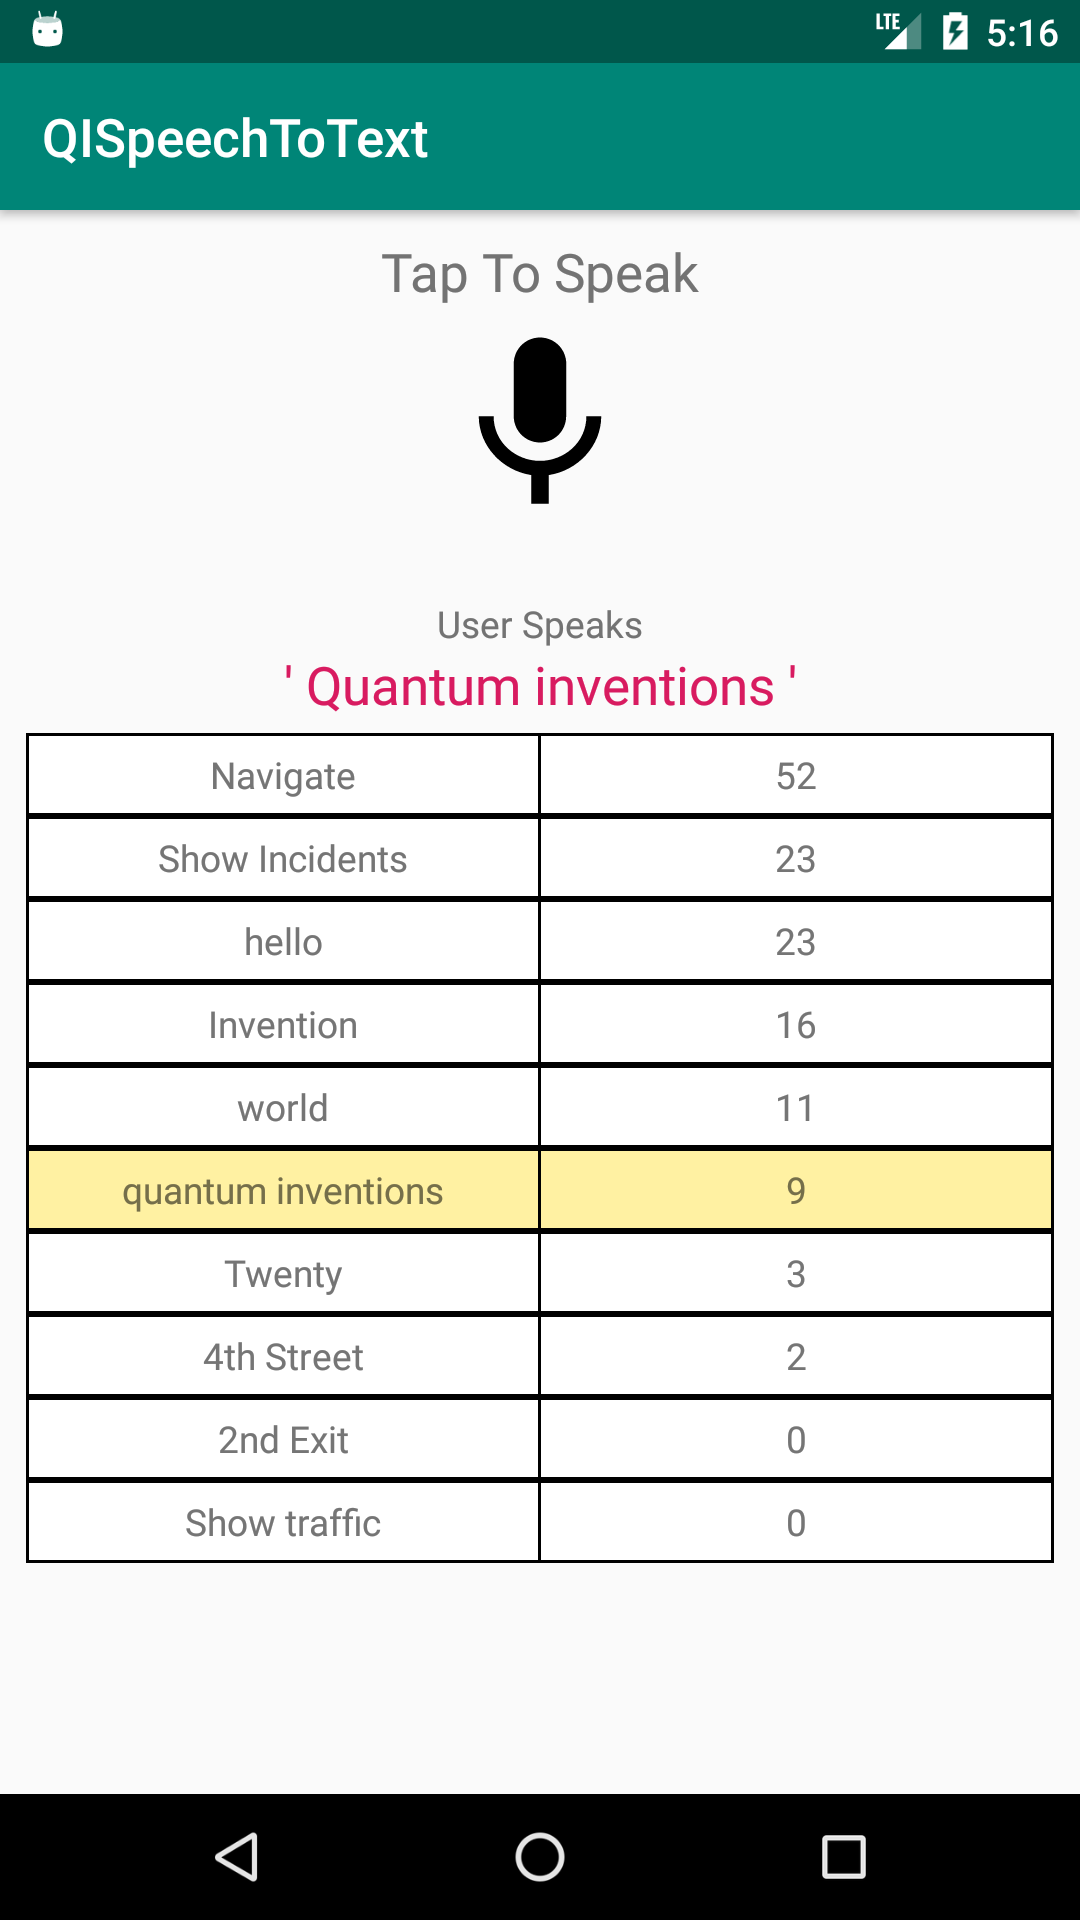 LTE 5:16
QISpeechToText
Tap To Speak
User Speaks
' Quantum inventions '
Navigate 52
Show Incidents 23
hello 23
Invention 16
world 11
quantum inventions 9
Twenty 3
4th Street 2
2nd Exit 0
Show traffic 0